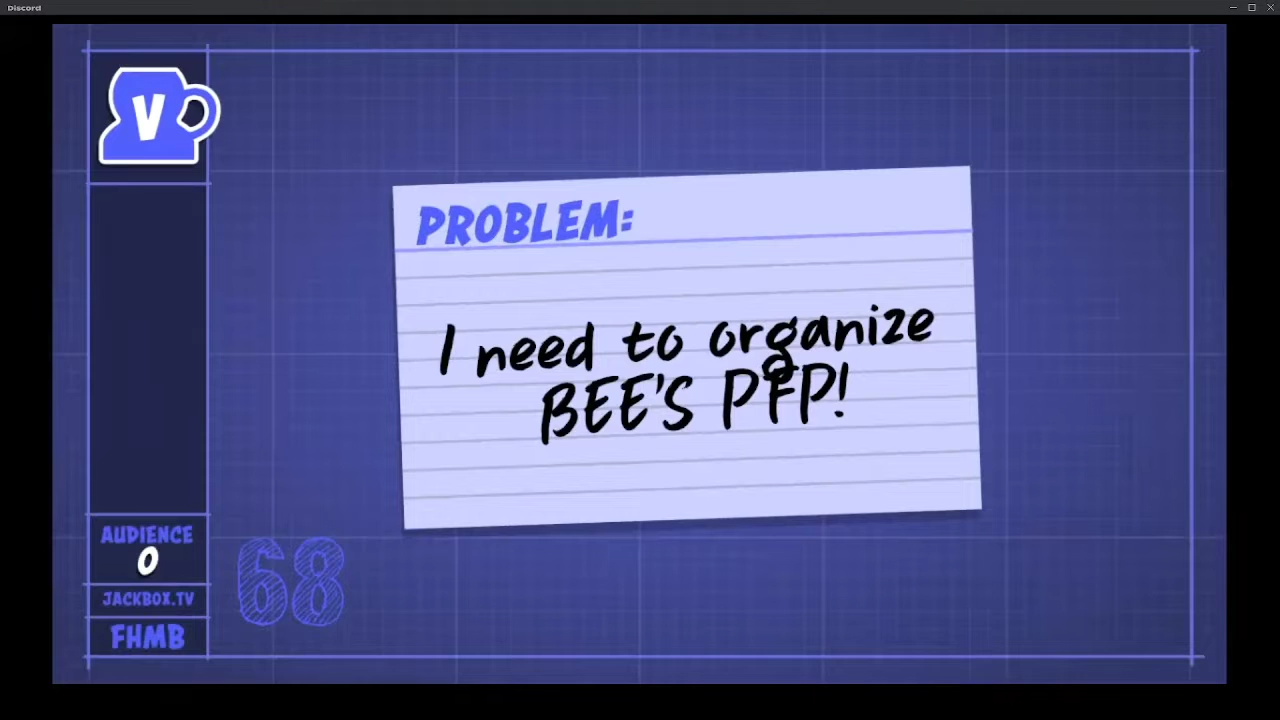 Discord
V
PROBLEM:
I need to organize
BEE'S PFP!
AUDIENCE
0
JACKBOX.TV
FHMB
68